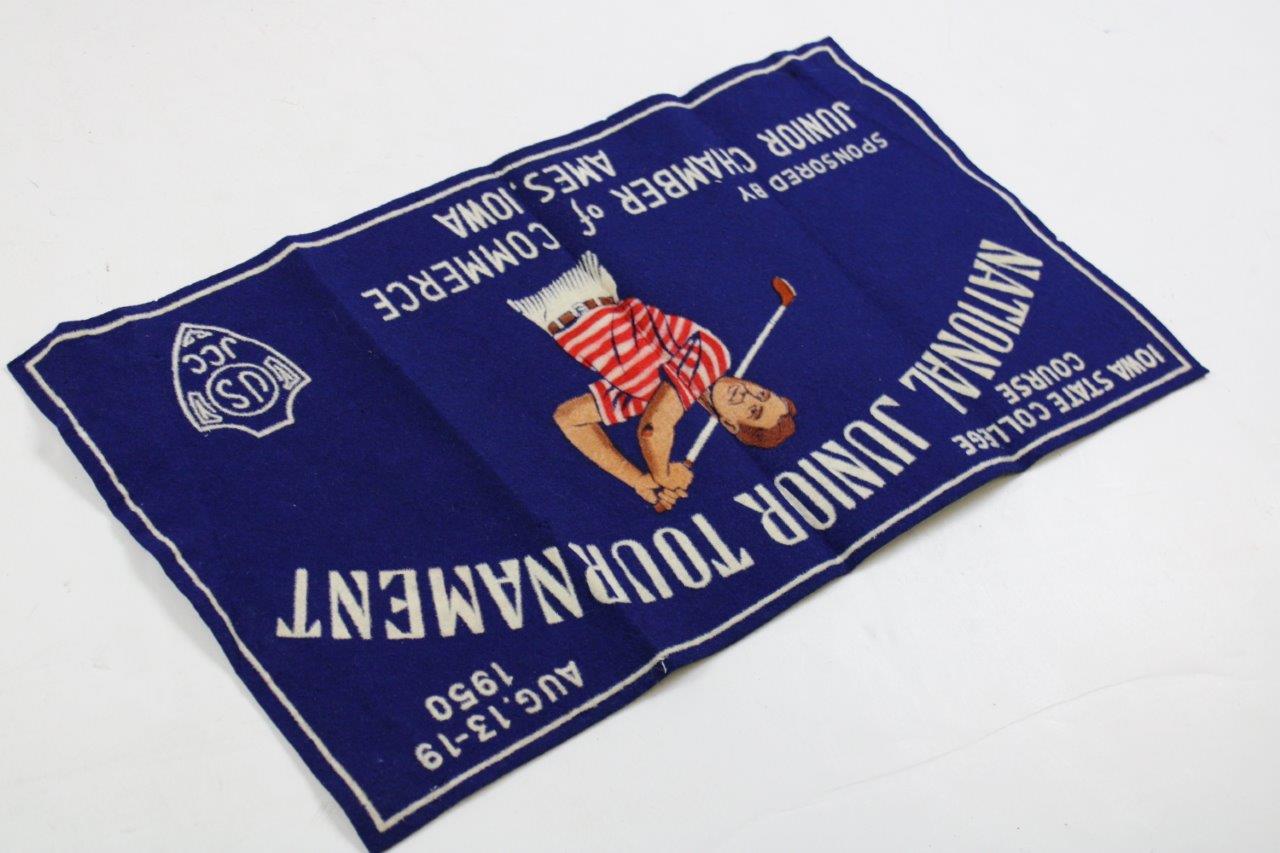 IOWA STATE COLLEGE
COURSE
AUG. 13-19
1950
NATIONAL JUNIOR TOURNAMENT
SPONSORED BY
JUNIOR CHAMBER of COMMERCE
AMES, IOWA
US
JCC